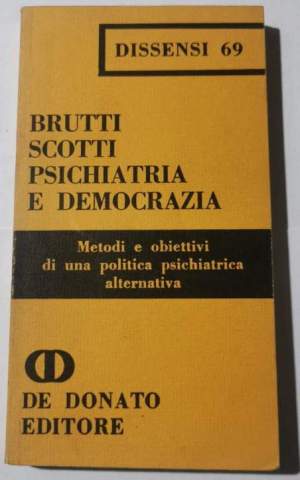 DISSENSI 69
BRUTTI
SCOTTI
PSICHIATRIA
E DEMOCRAZIA
Metodi e obiettivi
di una politica psichiatrica
alternativa
DE DONATO
EDITORE